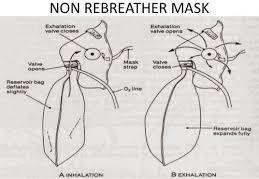 NON REBREATHER MASK
Exhalation
valve closes
Valve
opens
Reservoir bag
deflates
slightly
Mask
strap
O₂ line
A INHALATION
Exhalation
valve opens
Valve
closes
Reservoir bag
expands fully
B EXHALATION